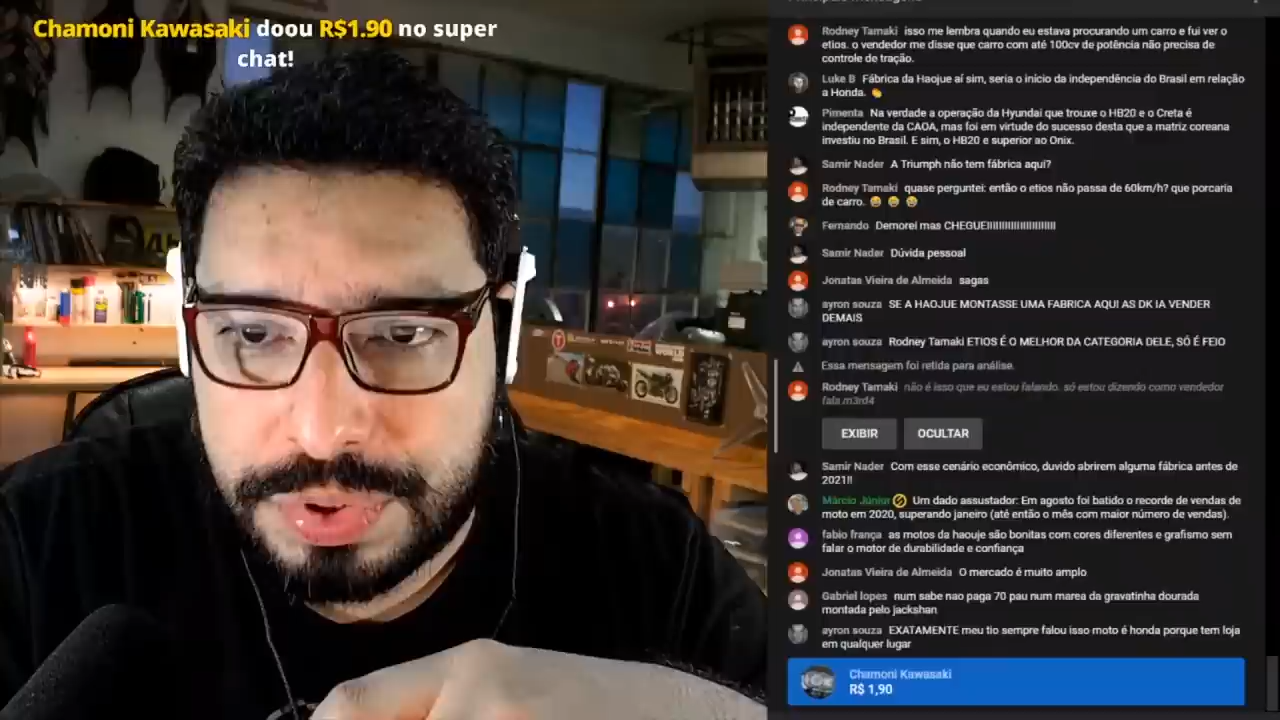 Chamoni Kawasaki doou R$1.90 no super
chat!
Rodney Tamaki isso me lembra quando eu estava procurando um carro e fui ver o
etios. o vendedor me disse que carro com até 100cv de potência não precisa de
controle de tração.
Luke B Fábrica da Haojue aí sim, seria o início da independência do Brasil em relação
a Honda. 👏
Pimenta Na verdade a operação da Hyundai que trouxe o HB20 e o Creta é
independente da CAOA, mas foi em virtude do sucesso desta que a matriz coreana
investiu no Brasil. E sim, o HB20 e superior ao Onix.
Samir Nader A Triumph não tem fábrica aqui?
Rodney Tamaki quase perguntei: então o etios não passa de 60km/h? que porcaria
de carro. 😂 😂 😂
Fernando Demorei mas CHEGUEIIIIIIIIIIIIIIIIIIIIIII
Samir Nader Dúvida pessoal
Jonatas Vieira de Almeida sagas
ayron souza SE A HAOJUE MONTASSE UMA FABRICA AQUI AS DK IA VENDER
DEMAIS
ayron souza Rodney Tamaki ETIOS É O MELHOR DA CATEGORIA DELE, SÓ É FEIO
Essa mensagem foi retida para análise.
Rodney Tamaki não é isso que eu estou falando. só estou dizendo como vendedor
fala m3rd4
EXIBIR OCULTAR
Samir Nader Com esse cenário econômico, duvido abrirem alguma fábrica antes de
2021!!
Márcio Júnior Um dado assustador: Em agosto foi batido o recorde de vendas de
moto em 2020, superando janeiro (até então o mês com maior número de vendas).
fabio frança as motos da haouje são bonitas com cores diferentes e grafismo sem
falar o motor de durabilidade e confiança
Jonatas Vieira de Almeida O mercado é muito amplo
Gabriel lopes num sabe nao paga 70 pau num marea da gravatinha dourada
montada pelo jackshan
ayron souza EXATAMENTE meu tio sempre falou isso moto é honda porque tem loja
em qualquer lugar
Chamoni Kawasaki
R$ 1,90